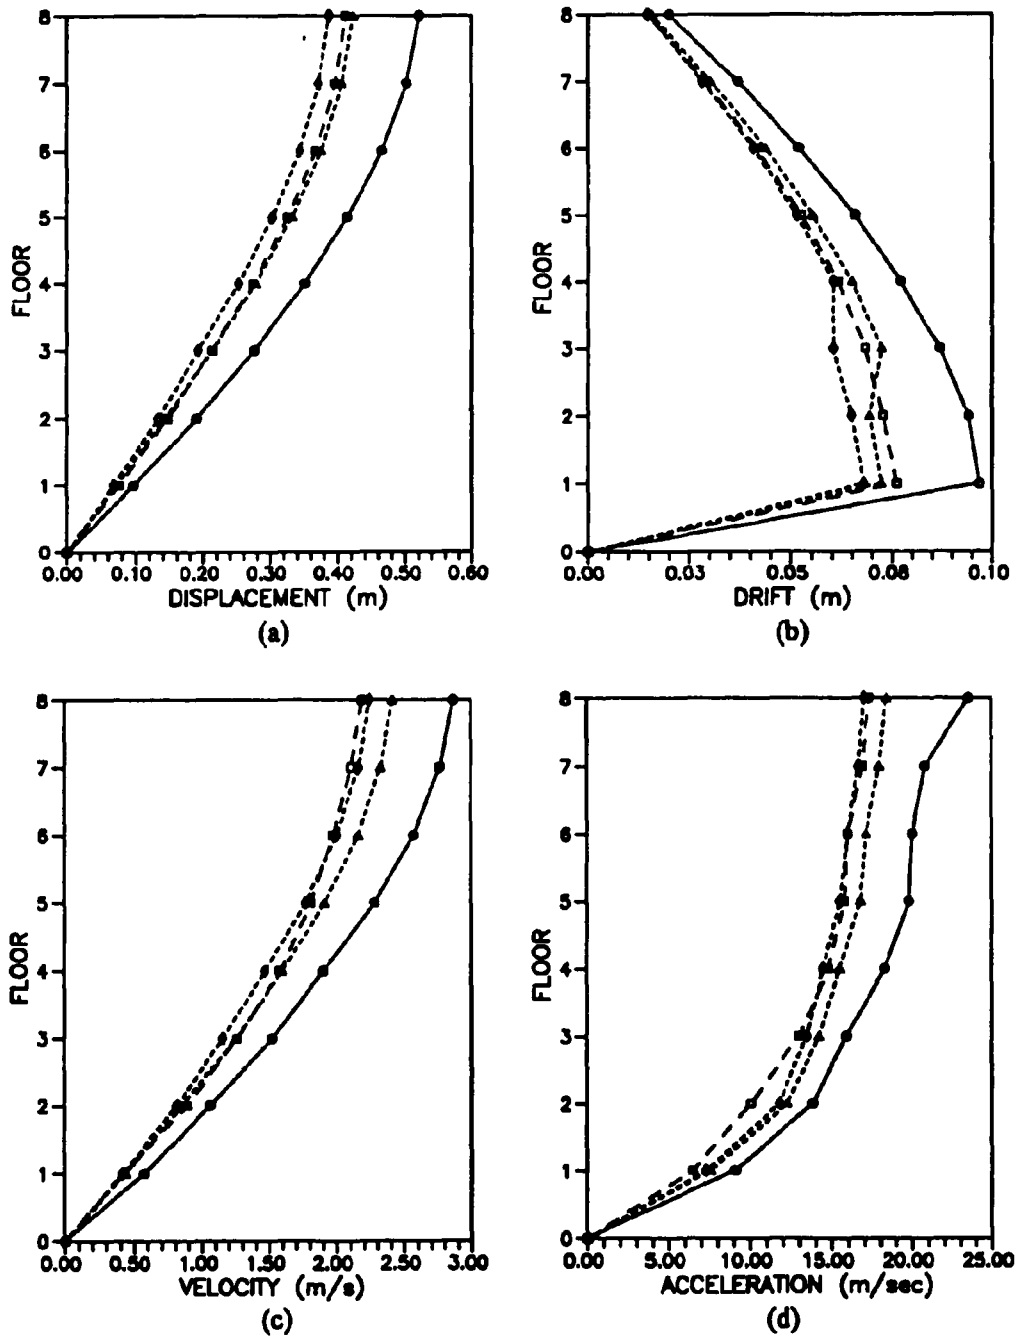 8
7
6
5
4
3
2
1
0
FLOOR
0.00 0.10 0.20 0.30 0.40 0.50 0.60
DISPLACEMENT (m)
(a)
8
7
6
5
4
3
2
1
0
FLOOR
0.00 0.03 0.05 0.08 0.10
DRIFT (m)
(b)
8
7
6
5
4
3
2
1
0
FLOOR
0.00 0.50 1.00 1.50 2.00 2.50 3.00
VELOCITY (m/s)
(c)
8
7
6
5
4
3
2
1
0
FLOOR
0.00 5.00 10.00 15.00 20.00 25.00
ACCELERATION (m/sec)
(d)